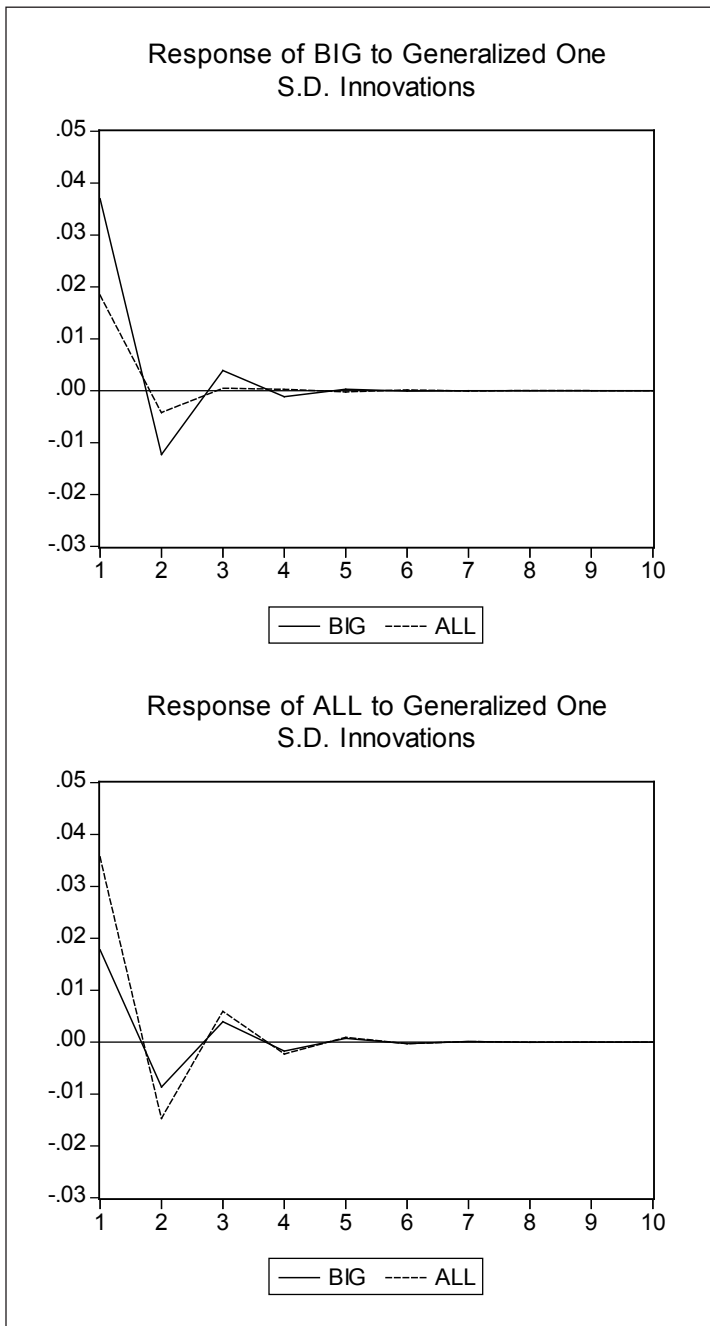 Response of BIG to Generalized One
S.D. Innovations
.05
.04
.03
.02
.01
.00
-.01
-.02
-.03
1 2 3 4 5 6 7 8 9 10
BIG ALL
Response of ALL to Generalized One
S.D. Innovations
.05
.04
.03
.02
.01
.00
-.01
-.02
-.03
1 2 3 4 5 6 7 8 9 10
BIG ALL